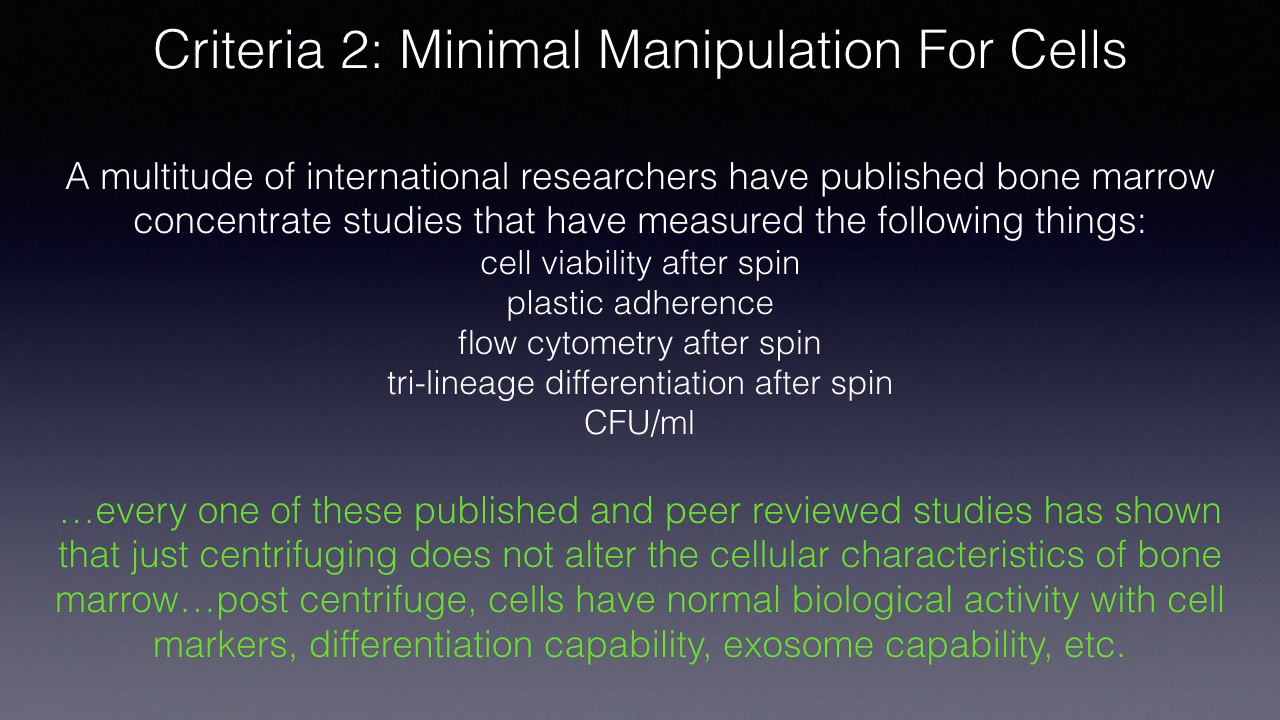 Criteria 2: Minimal Manipulation For Cells
A multitude of international researchers have published bone marrow
concentrate studies that have measured the following things:
cell viability after spin
plastic adherence
flow cytometry after spin
tri-lineage differentiation after spin
CFU/ml
…every one of these published and peer reviewed studies has shown
that just centrifuging does not alter the cellular characteristics of bone
marrow…post centrifuge, cells have normal biological activity with cell
markers, differentiation capability, exosome capability, etc.